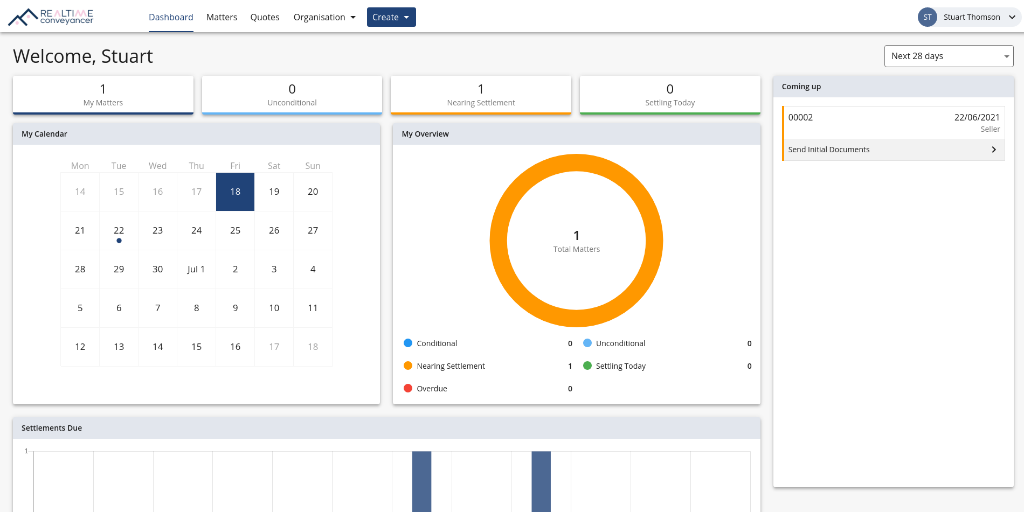 REALTIME
conveyancer
Dashboard
Matters
Quotes
Organisation
Create
ST
Stuart Thomson
Welcome, Stuart
Next 28 days
1
My Matters
0
Unconditional
1
Nearing Settlement
0
Settling Today
My Calendar
Mon Tue Wed Thu Fri Sat Sun
14 15 16 17 18 19 20
21 22 23 24 25 26 27
28 29 30 Jul 1 2 3 4
5 6 7 8 9 10 11
12 13 14 15 16 17 18
My Overview
1
Total Matters
Conditional 0
Unconditional 0
Nearing Settlement 1
Settling Today 0
Overdue 0
Coming up
00002 22/06/2021
Seller
Send Initial Documents
Settlements Due
1